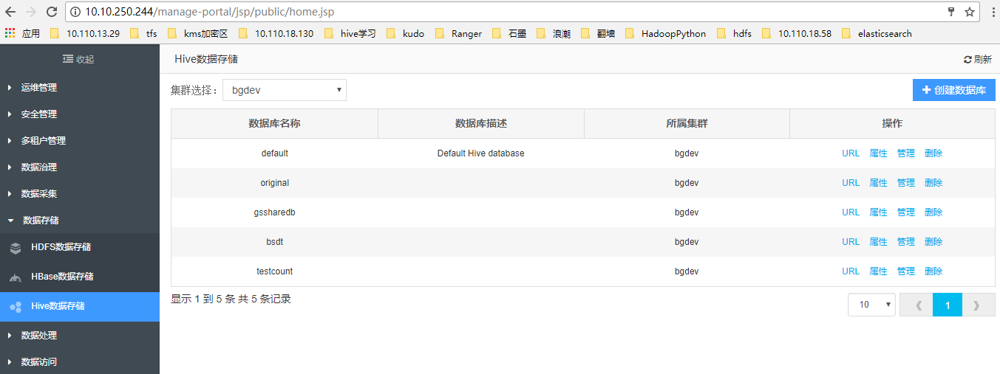 10.10.250.244/manage-portal/jsp/public/home.jsp
应用 10.110.13.29 tfs kms加密区 10.110.18.130 hive学习 kudo Ranger 石墨 浪潮 翻墙 HadoopPython hdfs 10.110.18.58 elasticsearch
收起
运维管理
安全管理
多租户管理
数据治理
数据采集
数据存储
HDFS数据存储
HBase数据存储
Hive数据存储
数据处理
数据访问
Hive数据存储 刷新
集群选择： bgdev 创建数据库
数据库名称 数据库描述 所属集群 操作
default Default Hive database bgdev URL 属性 管理 删除
original bgdev URL 属性 管理 删除
gssharedb bgdev URL 属性 管理 删除
bsdt bgdev URL 属性 管理 删除
testcount bgdev URL 属性 管理 删除
显示 1 到 5 条 共 5 条记录 10 《 1 》